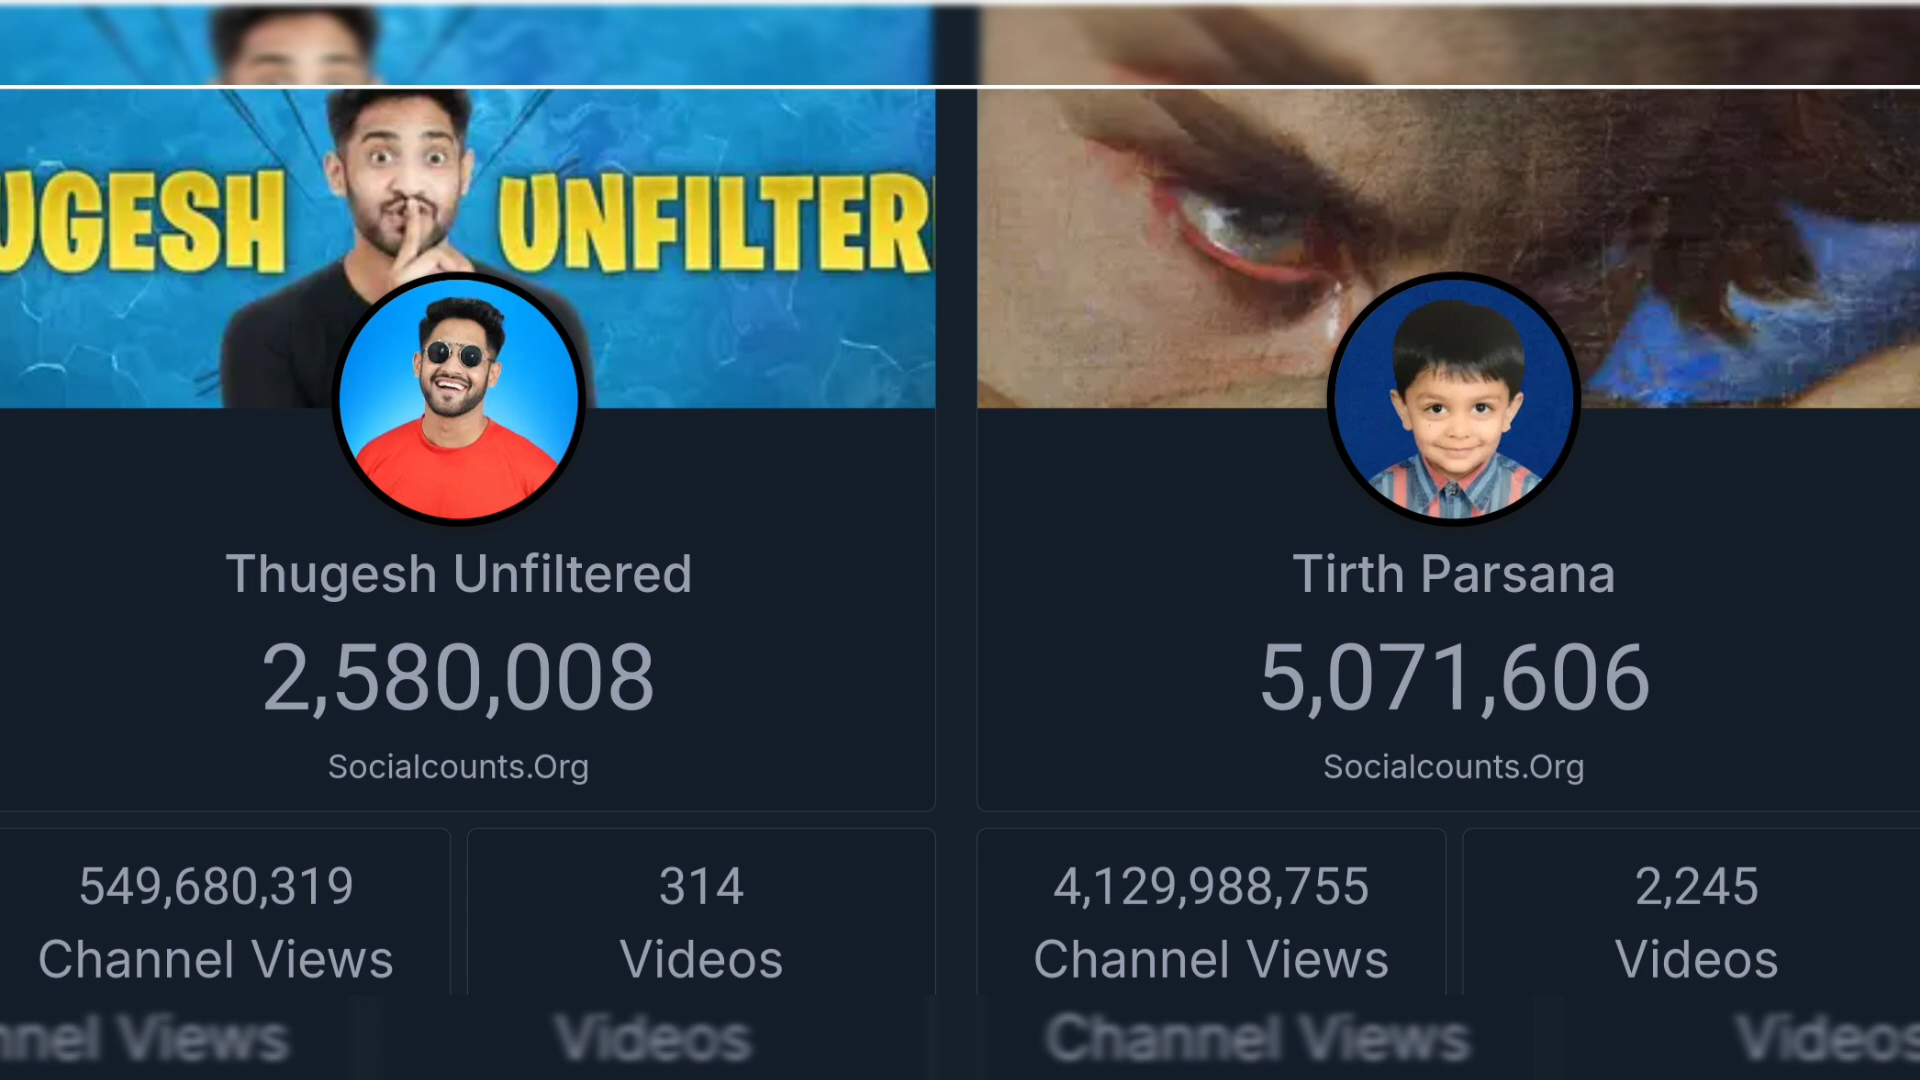 UGESH UNFILTER
Thugesh Unfiltered
2,580,008
Socialcounts.Org
549,680,319
Channel Views
314
Videos
Tirth Parsana
5,071,606
Socialcounts.Org
4,129,988,755
Channel Views
2,245
Videos
nnel Views
Videos
Channel Views
Videos